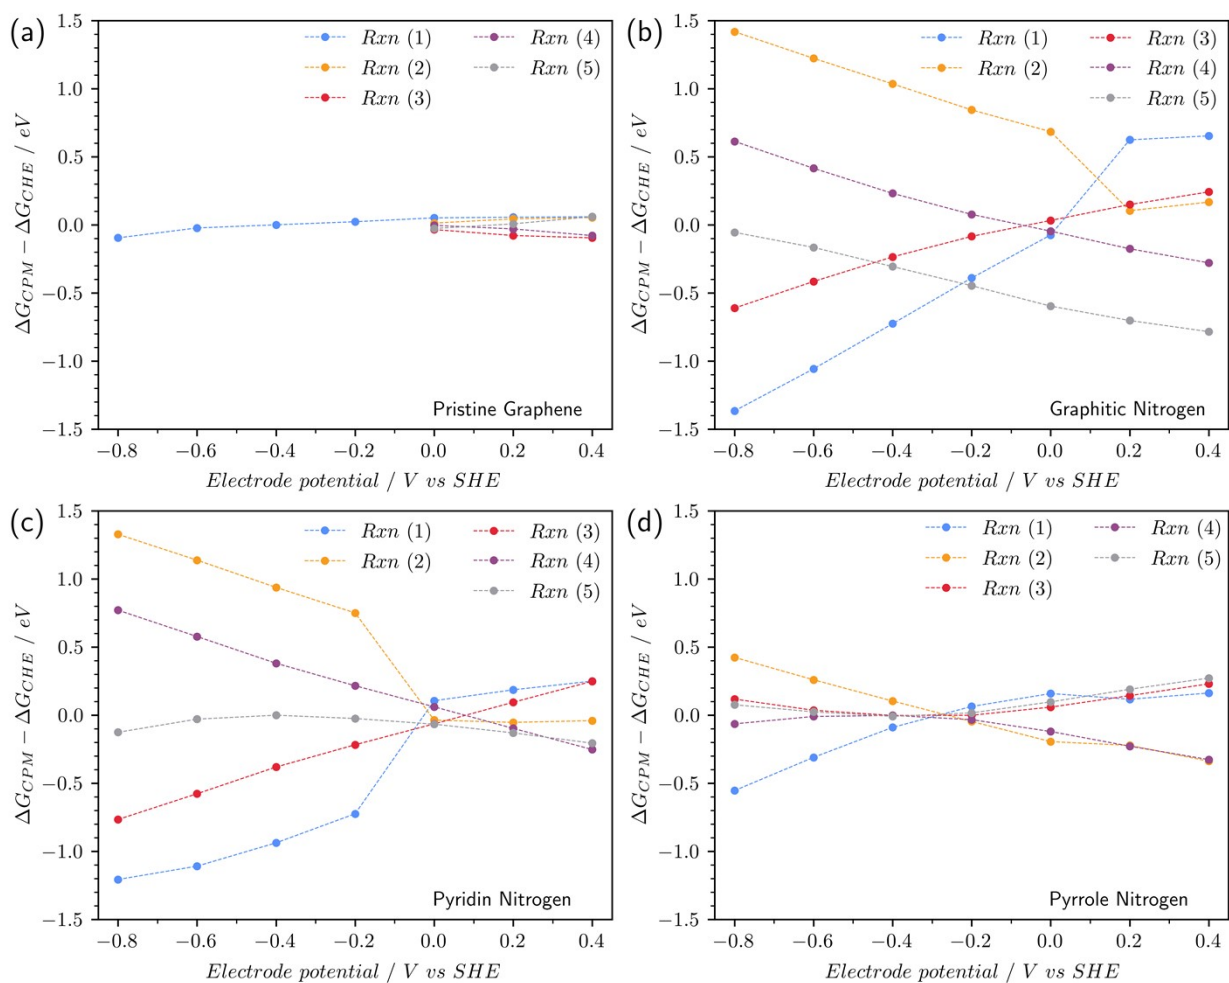 (a)
1.5
1.0
0.5
0.0
−0.5
−1.0
−1.5
ΔG_CPM − ΔG_CHE / eV
Rxn (1)
Rxn (2)
Rxn (3)
Rxn (4)
Rxn (5)
Pristine Graphene
−0.8 −0.6 −0.4 −0.2 0.0 0.2 0.4
Electrode potential / V vs SHE
(b)
1.5
1.0
0.5
0.0
−0.5
−1.0
−1.5
ΔG_CPM − ΔG_CHE / eV
Rxn (1)
Rxn (2)
Rxn (3)
Rxn (4)
Rxn (5)
Graphitic Nitrogen
−0.8 −0.6 −0.4 −0.2 0.0 0.2 0.4
Electrode potential / V vs SHE
(c)
1.5
1.0
0.5
0.0
−0.5
−1.0
−1.5
ΔG_CPM − ΔG_CHE / eV
Rxn (1)
Rxn (2)
Rxn (3)
Rxn (4)
Rxn (5)
Pyridin Nitrogen
−0.8 −0.6 −0.4 −0.2 0.0 0.2 0.4
Electrode potential / V vs SHE
(d)
1.5
1.0
0.5
0.0
−0.5
−1.0
−1.5
ΔG_CPM − ΔG_CHE / eV
Rxn (1)
Rxn (2)
Rxn (3)
Rxn (4)
Rxn (5)
Pyrrole Nitrogen
−0.8 −0.6 −0.4 −0.2 0.0 0.2 0.4
Electrode potential / V vs SHE